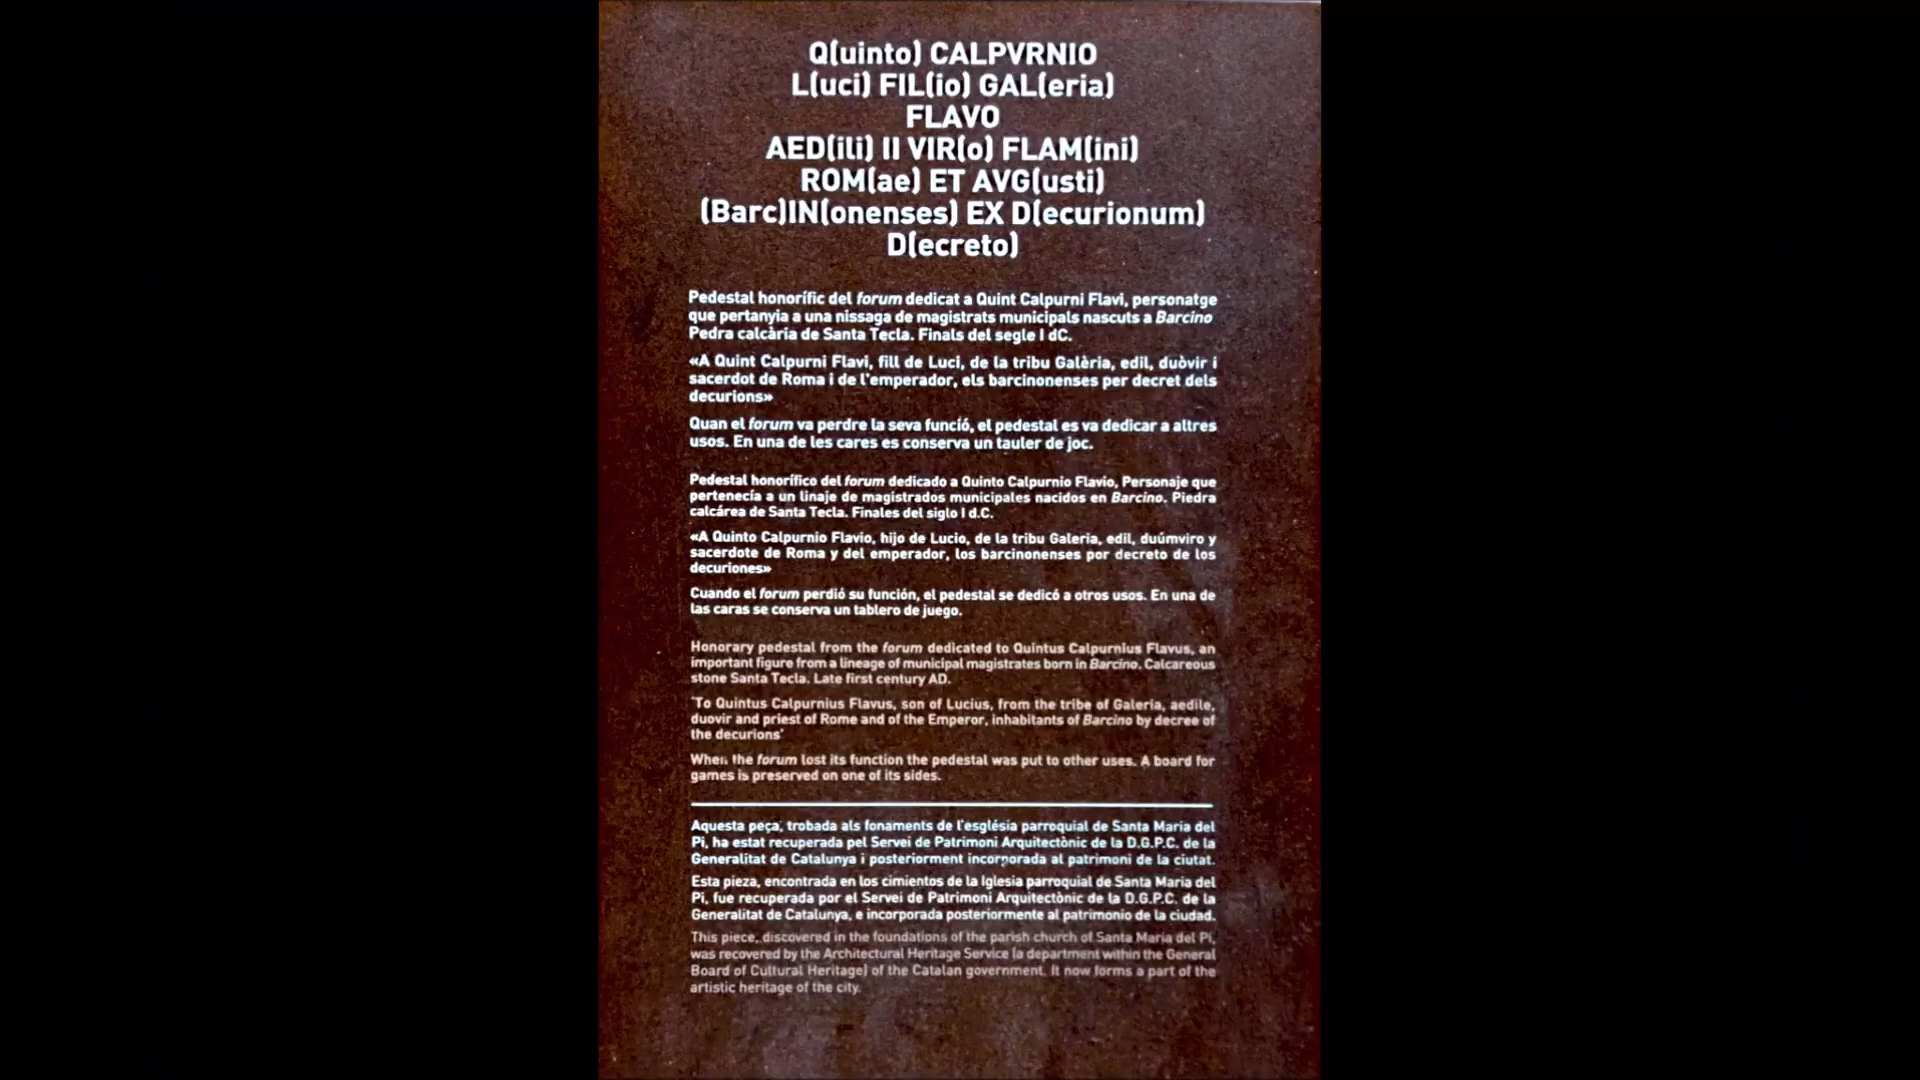 Q(uinto) CALPVRNIO
L(uci) FIL(io) GAL(eria)
FLAVO
AED(ili) II VIR(o) FLAM(ini)
ROM(ae) ET AVG(usti)
(Barc)IN(onenses) EX D(ecurionum)
D(ecreto)
Pedestal honorífic del forum dedicat a Quint Calpurni Flavi, personatge
que pertanyia a una nissaga de magistrats municipals nascuts a Barcino
Pedra calcària de Santa Tecla. Finals del segle I dC.
«A Quint Calpurni Flavi, fill de Luci, de la tribu Galèria, edil, duòvir i
sacerdot de Roma i de l'emperador, els barcinonenses per decret dels
decurions»
Quan el forum va perdre la seva funció, el pedestal es va dedicar a altres
usos. En una de les cares es conserva un tauler de joc.
Pedestal honorífico del forum dedicado a Quinto Calpurnio Flavio, Personaje que
pertenecía a un linaje de magistrados municipales nacidos en Barcino. Piedra
calcárea de Santa Tecla. Finales del siglo I d.C.
«A Quinto Calpurnio Flavio, hijo de Lucio, de la tribu Galeria, edil, duúmviro y
sacerdote de Roma y del emperador, los barcinonenses por decreto de los
decuriones»
Cuando el forum perdió su función, el pedestal se dedicó a otros usos. En una de
las caras se conserva un tablero de juego.
Honorary pedestal from the forum dedicated to Quintus Calpurnius Flavus, an
important figure from a lineage of municipal magistrates born in Barcino. Calcareous
stone Santa Tecla. Late first century AD.
'To Quintus Calpurnius Flavus, son of Lucius, from the tribe of Galeria, aedile,
duovir and priest of Rome and of the Emperor, inhabitants of Barcino by decree of
the decurions'
When the forum lost its function the pedestal was put to other uses. A board for
games is preserved on one of its sides.
Aquesta peça, trobada als fonaments de l'església parroquial de Santa Maria del
Pi, ha estat recuperada pel Servei de Patrimoni Arquitectònic de la D.G.P.C. de la
Generalitat de Catalunya i posteriorment incorporada al patrimoni de la ciutat.
Esta pieza, encontrada en los cimientos de la Iglesia parroquial de Santa Maria del
Pi, fue recuperada por el Servei de Patrimoni Arquitectònic de la D.G.P.C. de la
Generalitat de Catalunya, e incorporada posteriormente al patrimonio de la ciudad.
This piece, discovered in the foundations of the parish church of Santa Maria del Pi,
was recovered by the Architectural Heritage Service (a department within the General
Board of Cultural Heritage) of the Catalan government. It now forms a part of the
artistic heritage of the city.